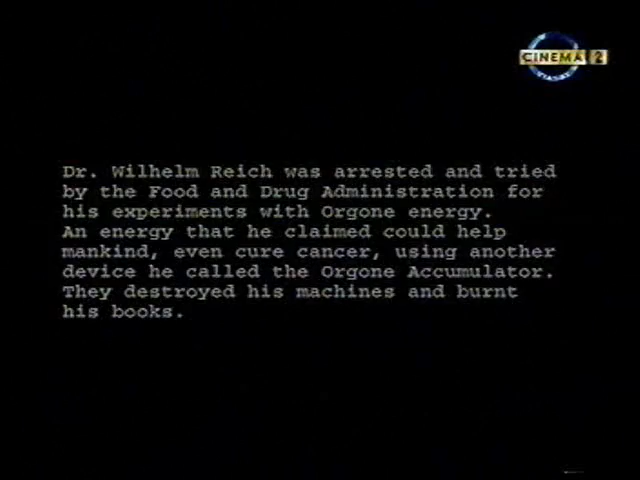 CINEMA 2
Dr. Wilhelm Reich was arrested and tried
by the Food and Drug Administration for
his experiments with Orgone energy.
An energy that he claimed could help
mankind, even cure cancer, using another
device he called the Orgone Accumulator.
They destroyed his machines and burnt
his books.